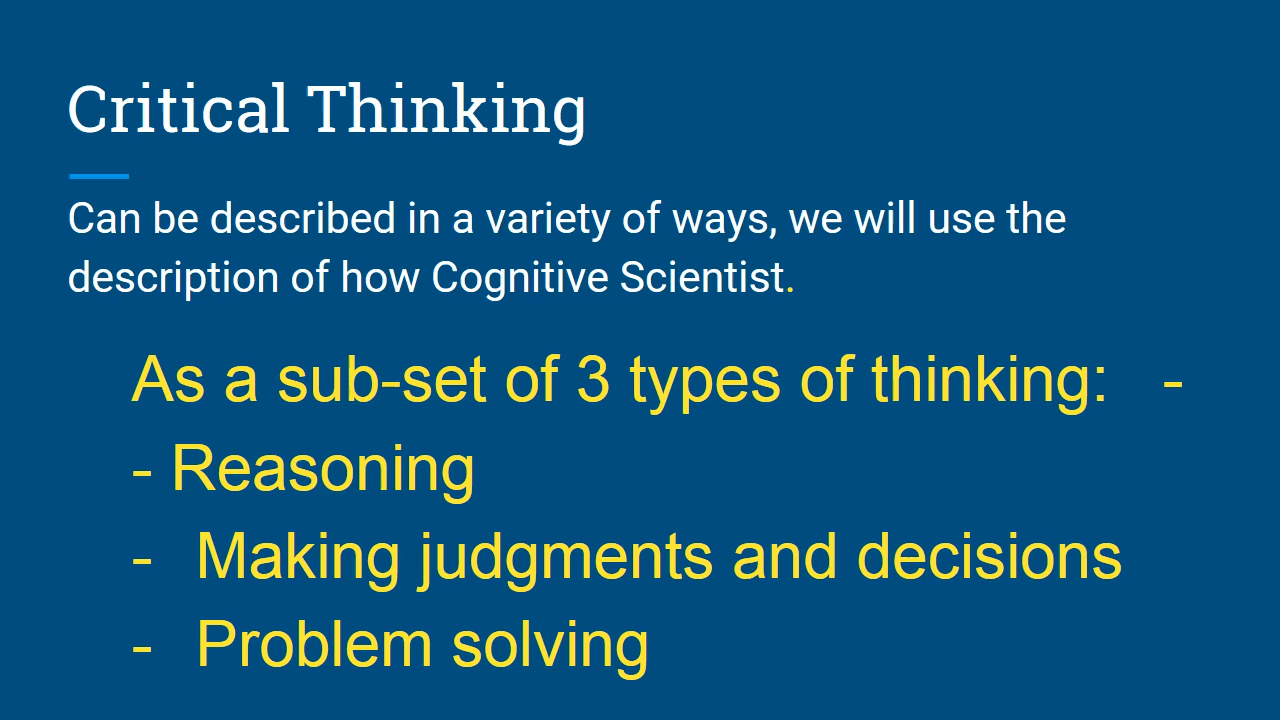 Critical Thinking
Can be described in a variety of ways, we will use the
description of how Cognitive Scientist.
As a sub-set of 3 types of thinking: -
- Reasoning
- Making judgments and decisions
- Problem solving